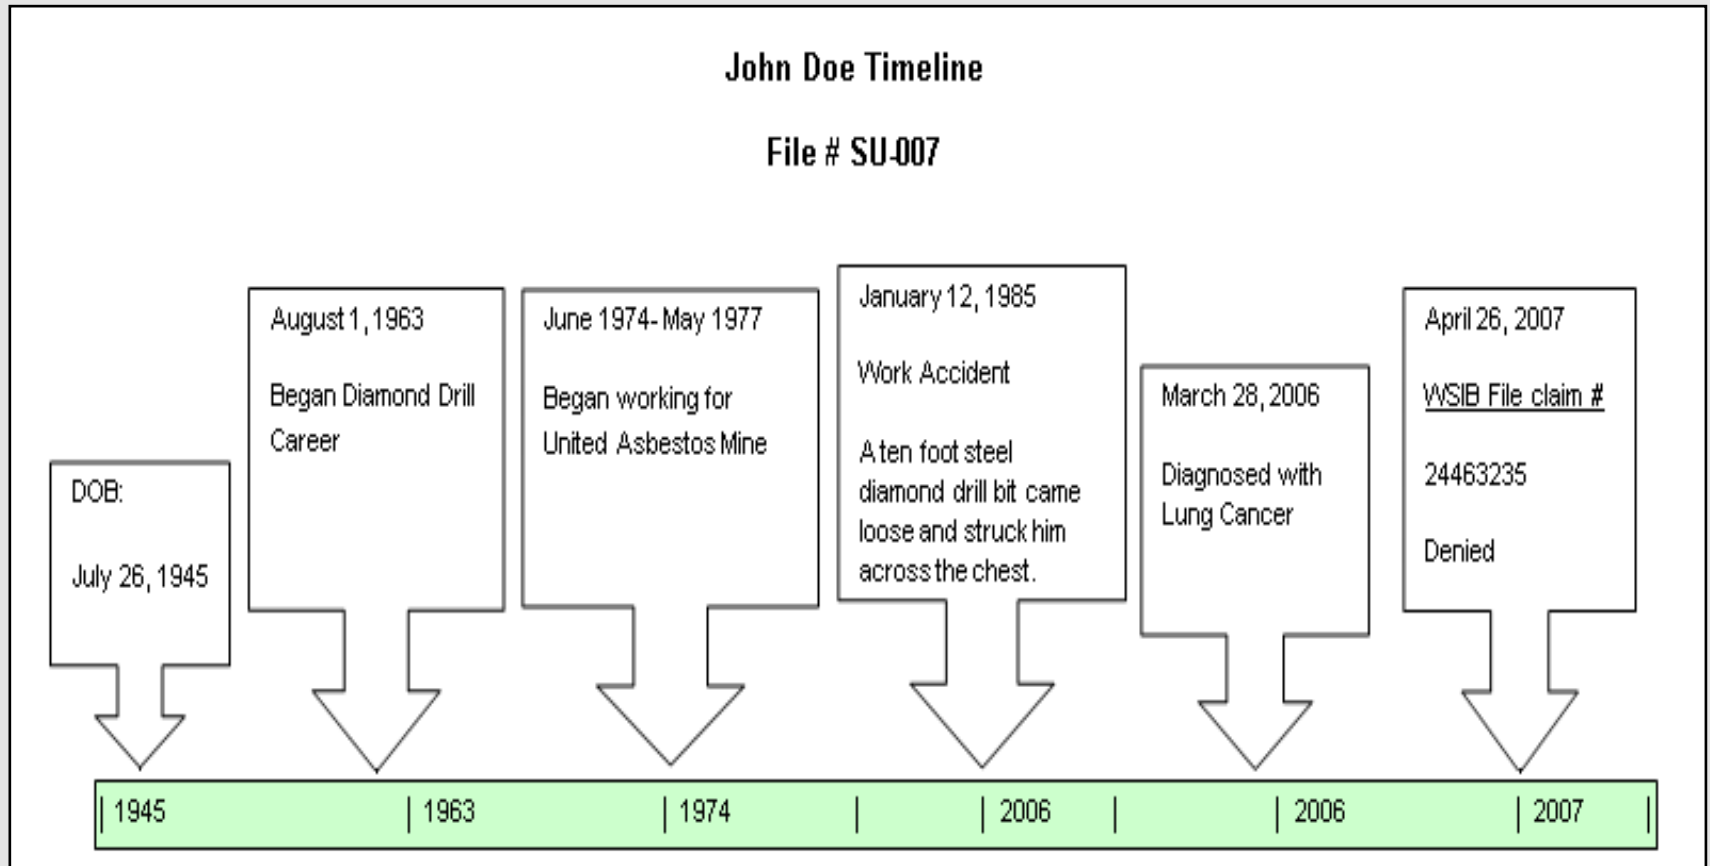 John Doe Timeline
File # SU-007
DOB:
July 26, 1945
August 1, 1963
Began Diamond Drill
Career
June 1974- May 1977
Began working for
United Asbestos Mine
January 12, 1985
Work Accident
A ten foot steel
diamond drill bit came
loose and struck him
across the chest.
March 28, 2006
Diagnosed with
Lung Cancer
April 26, 2007
WSIB File claim #
24463235
Denied
1945
1963
1974
2006
2006
2007